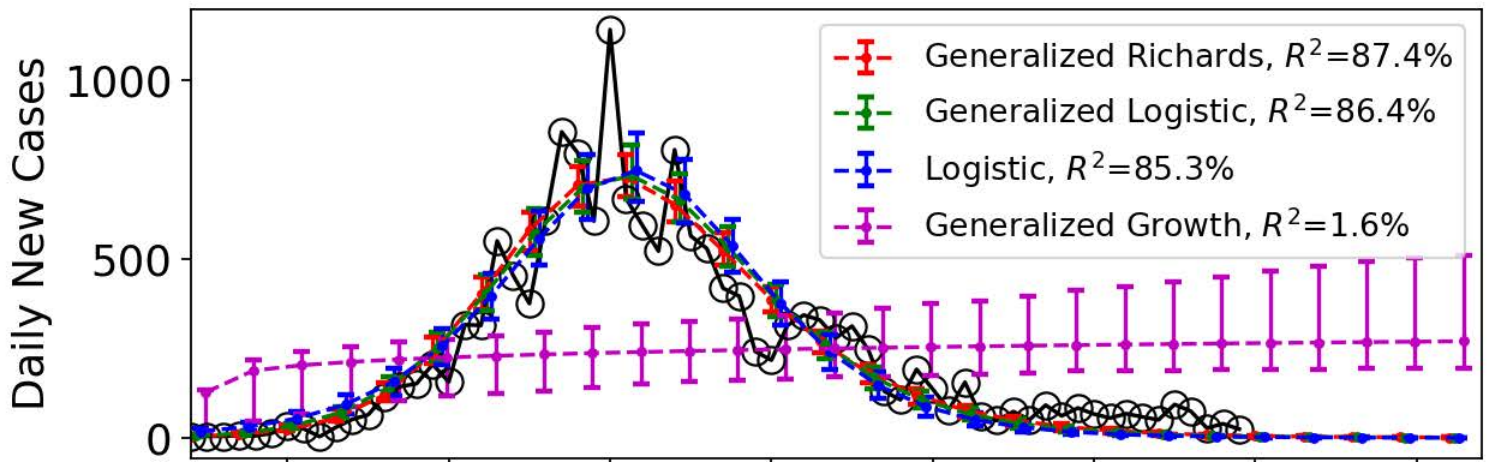 Daily New Cases
1000
500
0
Generalized Richards, R²=87.4%
Generalized Logistic, R²=86.4%
Logistic, R²=85.3%
Generalized Growth, R²=1.6%